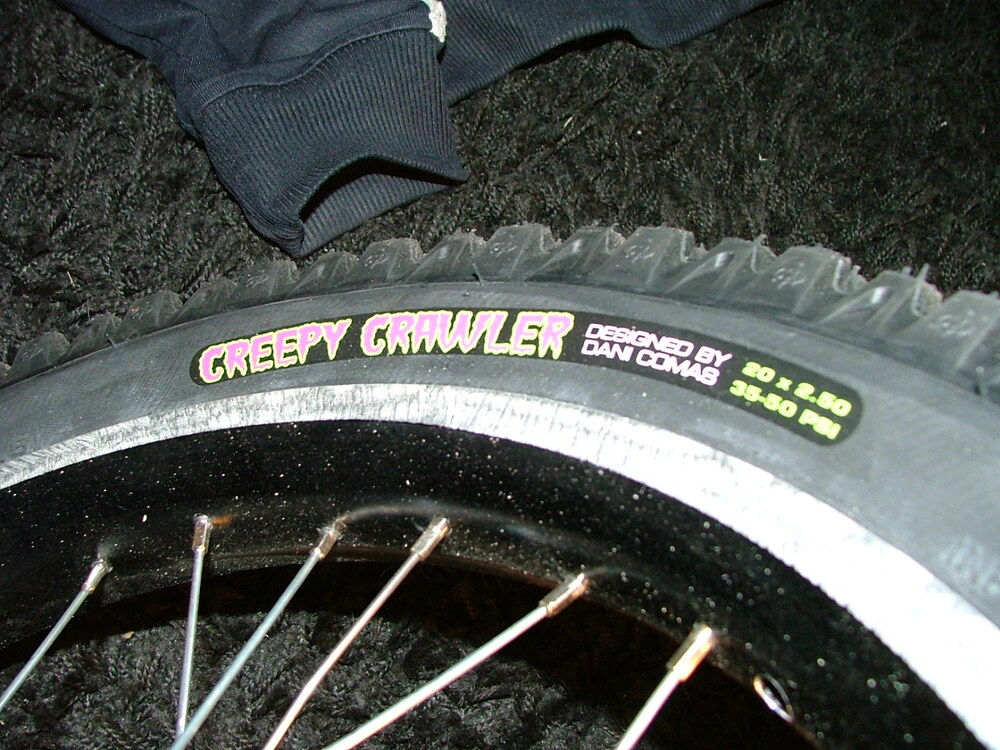 CREEPY CRAWLER
DESIGNED BY
DANI COMAS
20 x 2.50
35-50 PSI